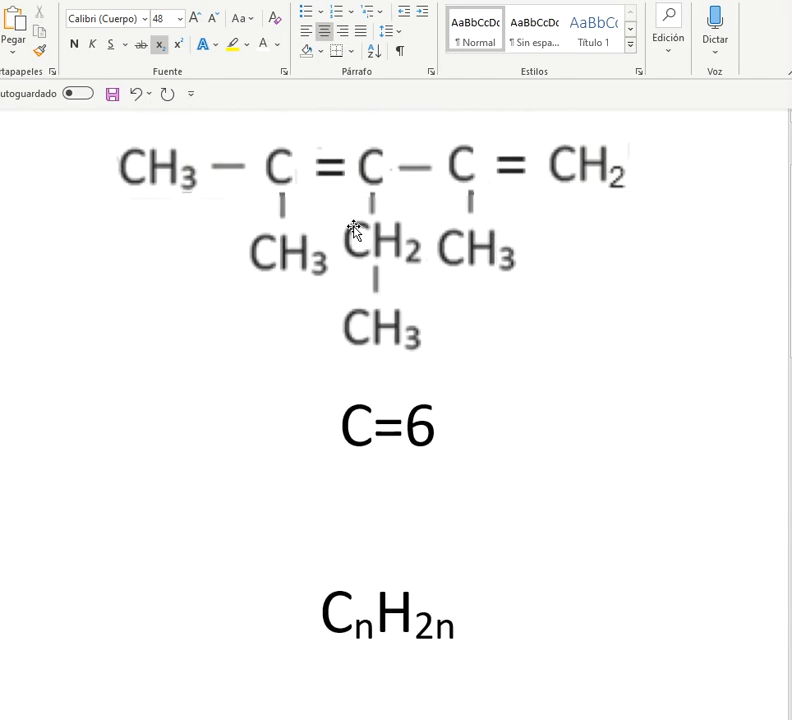 Calibri (Cuerpo) 48 A A Aa A AaBbCcDc AaBbCcDc AaBbCc
Pegar N K S ab x₂ x² A A ¶ Normal ¶ Sin espa... Título 1 Edición Dictar
rtapapeles Fuente Párrafo Estilos Voz
utoguardado
CH₃ — C = C — C = CH₂
CH₃ CH₂ CH₃
CH₃
C=6
CₙH₂ₙ